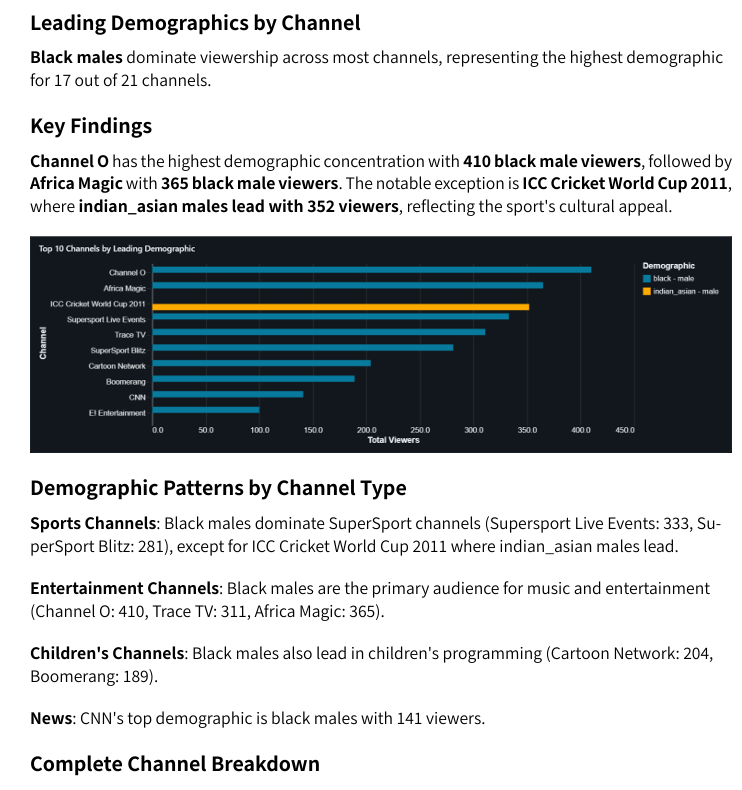 Leading Demographics by Channel
Black males dominate viewership across most channels, representing the highest demographic
for 17 out of 21 channels.
Key Findings
Channel O has the highest demographic concentration with 410 black male viewers, followed by
Africa Magic with 365 black male viewers. The notable exception is ICC Cricket World Cup 2011,
where indian_asian males lead with 352 viewers, reflecting the sport's cultural appeal.
Top 10 Channels by Leading Demographic
Demographic
black - male
indian_asian - male
Channel
Channel O
Africa Magic
ICC Cricket World Cup 2011
Supersport Live Events
Trace TV
SuperSport Blitz
Cartoon Network
Boomerang
CNN
E! Entertainment
0.0 50.0 100.0 150.0 200.0 250.0 300.0 350.0 400.0 450.0
Total Viewers
Demographic Patterns by Channel Type
Sports Channels: Black males dominate SuperSport channels (Supersport Live Events: 333, Su-
perSport Blitz: 281), except for ICC Cricket World Cup 2011 where indian_asian males lead.
Entertainment Channels: Black males are the primary audience for music and entertainment
(Channel O: 410, Trace TV: 311, Africa Magic: 365).
Children's Channels: Black males also lead in children's programming (Cartoon Network: 204,
Boomerang: 189).
News: CNN's top demographic is black males with 141 viewers.
Complete Channel Breakdown